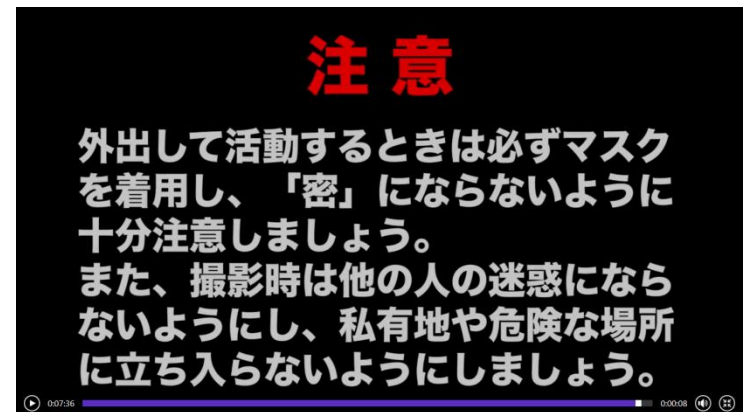 注意
外出して活動するときは必ずマスク
を着用し、「密」にならないように
十分注意しましょう。
また、撮影時は他の人の迷惑になら
ないようにし、私有地や危険な場所
に立ち入らないようにしましょう。
0:07:36 0:00:08